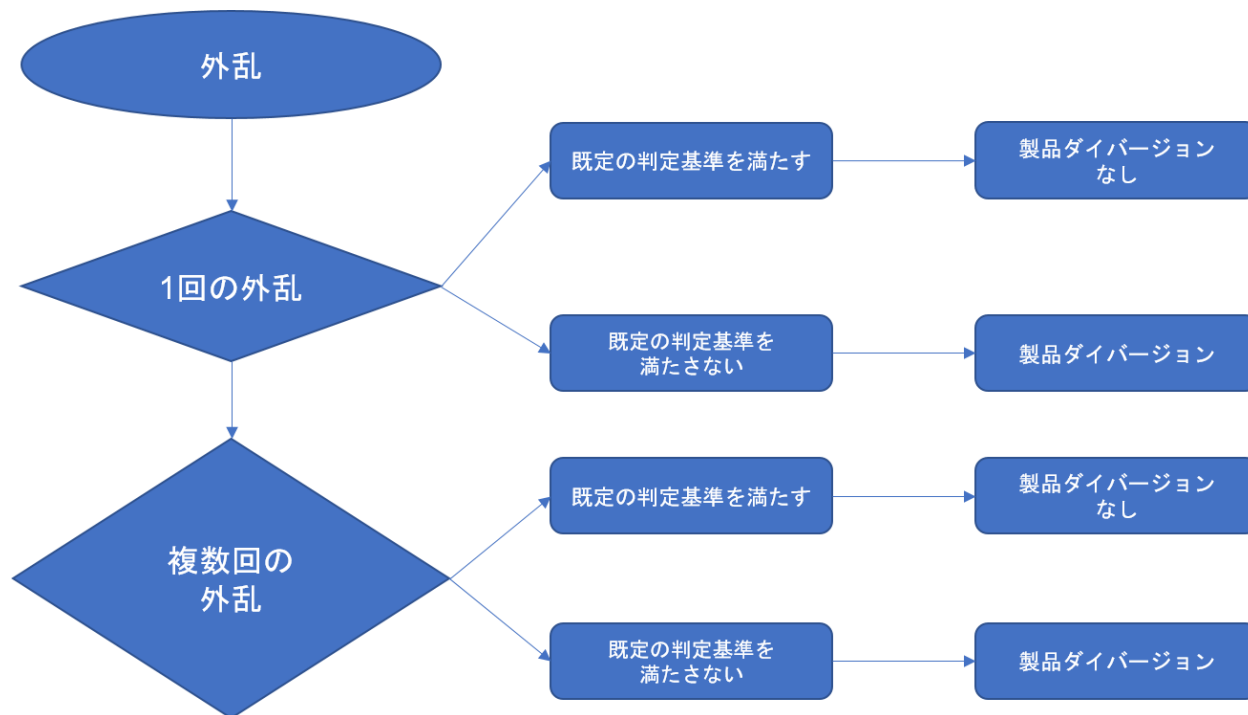 外乱
1回の外乱
既定の判定基準を満たす
製品ダイバージョン
なし
既定の判定基準を
満たさない
製品ダイバージョン
複数回の
外乱
既定の判定基準を満たす
製品ダイバージョン
なし
既定の判定基準を
満たさない
製品ダイバージョン